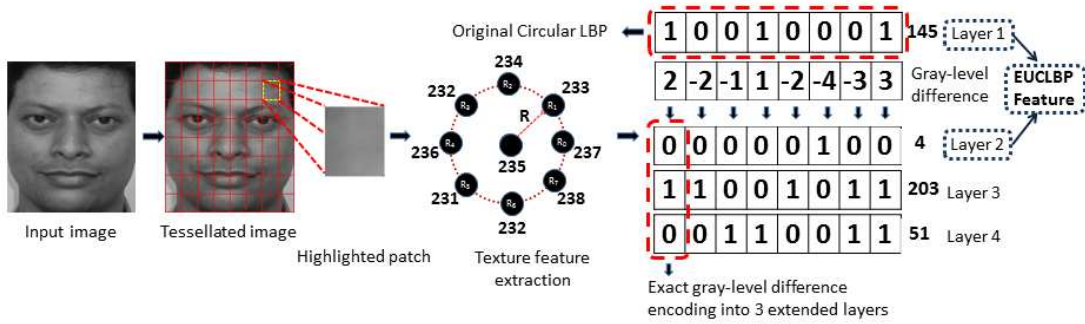 Input image
Tessellated image
Highlighted patch
Texture feature
extraction
234
232
233
236
235
237
231
238
232
R
R₀
R₁
R₂
R₃
R₄
R₅
R₆
R₇
Original Circular LBP
1 0 0 1 0 0 0 1
145
Layer 1
2 -2 -1 1 -2 -4 -3 3
Gray-level
difference
EUCLBP
Feature
0 0 0 0 0 1 0 0
4
Layer 2
1 1 0 0 1 0 1 1
203
Layer 3
0 0 1 1 0 0 1 1
51
Layer 4
Exact gray-level difference
encoding into 3 extended layers